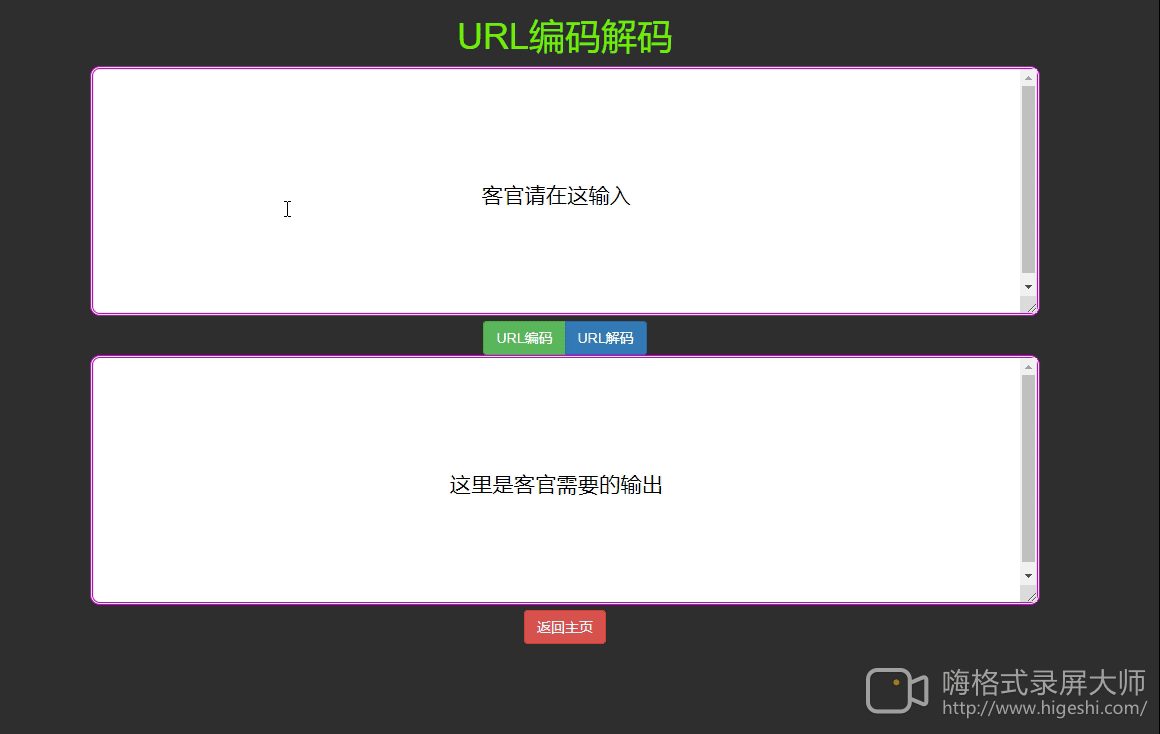 URL编码解码
客官请在这输入
URL编码 URL解码
这里是客官需要的输出
返回主页
嗨格式录屏大师
http://www.higeshi.com/